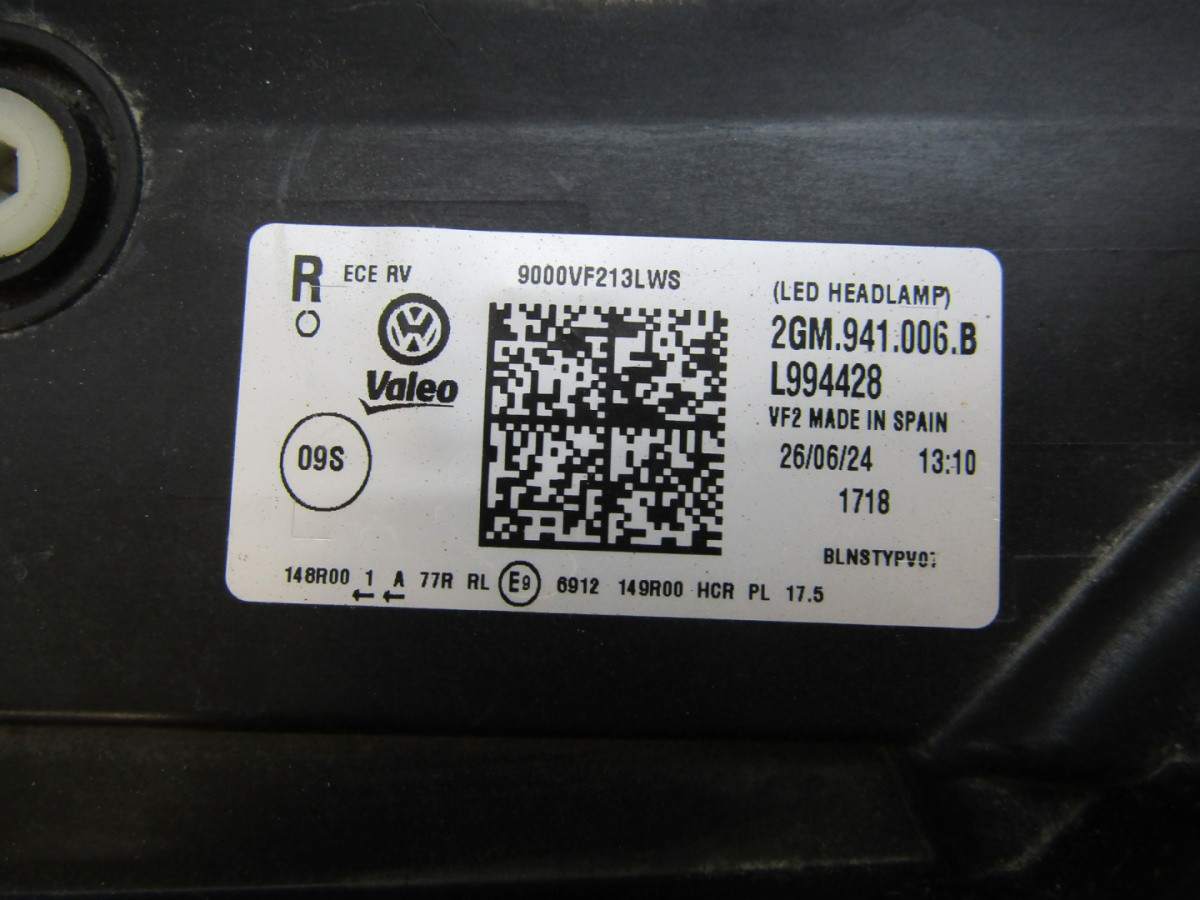 R ECE RV
Valeo
09S
9000VF213LWS
(LED HEADLAMP)
2GM.941.006.B
L994428
VF2 MADE IN SPAIN
26/06/24 13:10
1718
148R00 1 A 77R RL E9 6912 149R00 HCR PL 17.5